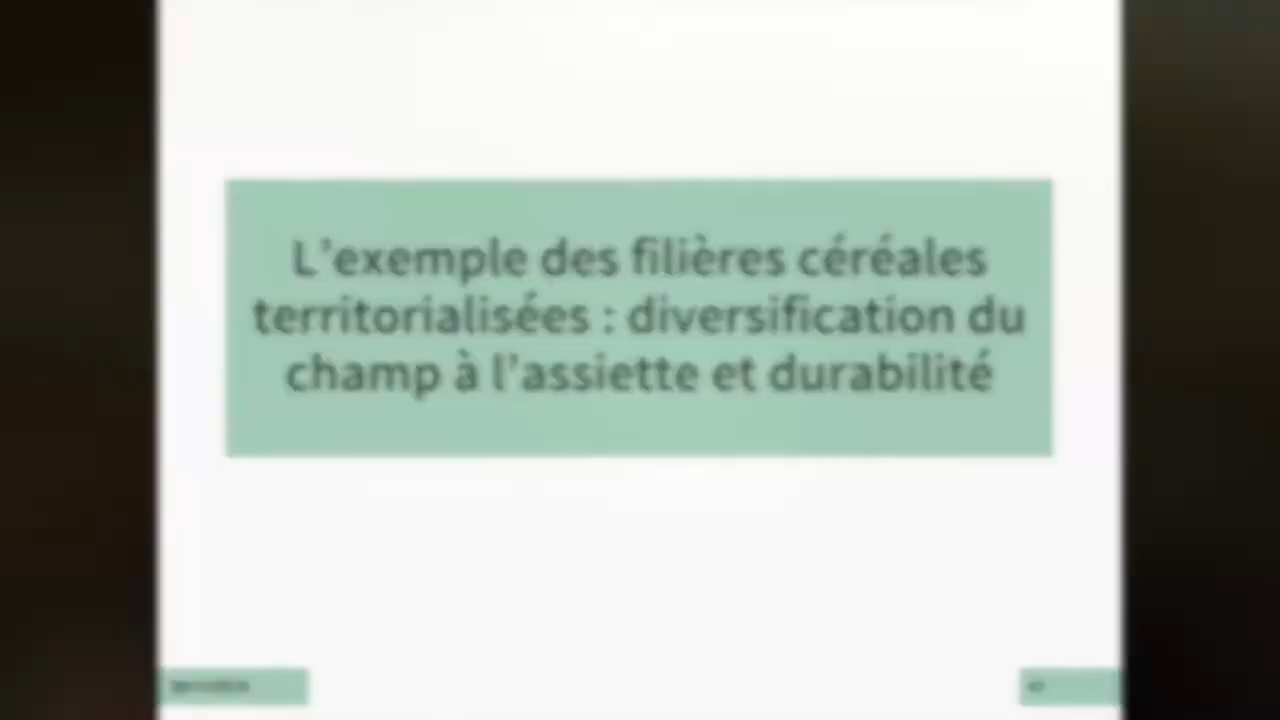 L'exemple des filières céréales
territorialisées : diversification du
champ à l'assiette et durabilité